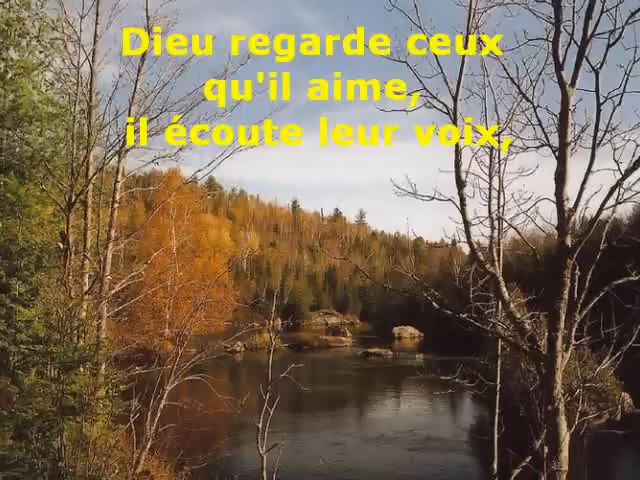 Dieu regarde ceux
qu'il aime,
il écoute leur voix,